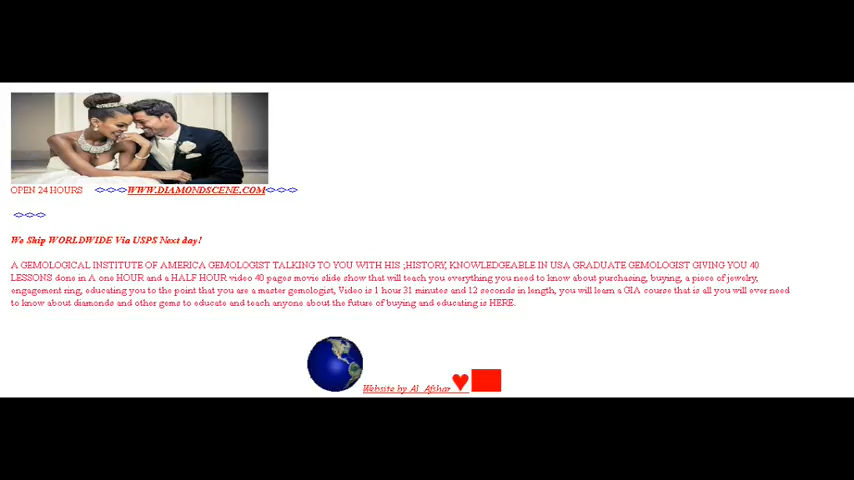 OPEN 24 HOURS <><><>WWW.DIAMONDSCENE.COM<><><>
<><><>
We Ship WORLDWIDE Via USPS Next day!
A GEMOLOGICAL INSTITUTE OF AMERICA GEMOLOGIST TALKING TO YOU WITH HIS ;HISTORY, KNOWLEDGEABLE IN USA GRADUATE GEMOLOGIST GIVING YOU 40
LESSONS done in A one HOUR and a HALF HOUR video 40 pages movie slide show that will teach you everything you need to know about purchasing, buying, a piece of jewelry,
engagement ring, educating you to the point that you are a master gemologist, Video is 1 hour 31 minutes and 12 seconds in length, you will learn a GIA course that is all you will ever need
to know about diamonds and other gems to educate and teach anyone about the future of buying and educating is HERE.
Website by Al Afshar